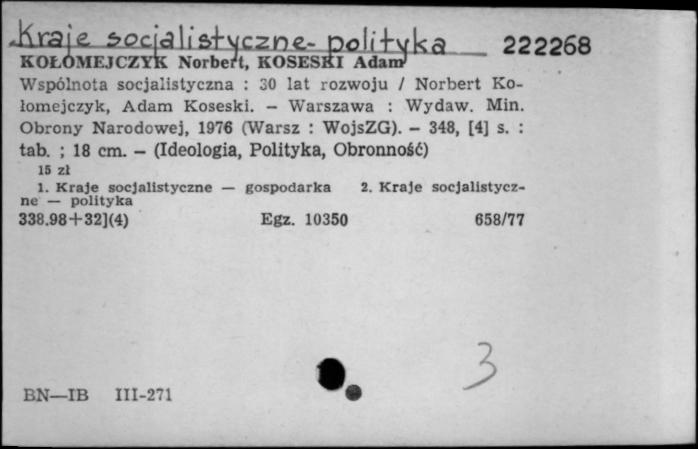 Kraje socjalistyczne - polityka 222268
KOŁOMEJCZYK Norbert, KOSESKI Adam
Wspólnota socjalistyczna : 30 lat rozwoju / Norbert Ko-
łomejczyk, Adam Koseski. – Warszawa : Wydaw. Min.
Obrony Narodowej, 1976 (Warsz : WojsZG). – 348, [4] s. :
tab. ; 18 cm. – (Ideologia, Polityka, Obronność)
15 zł
1. Kraje socjalistyczne — gospodarka 2. Kraje socjalistycz-
ne — polityka
338.98+32](4) Egz. 10350 658/77
3
BN—IB III-271